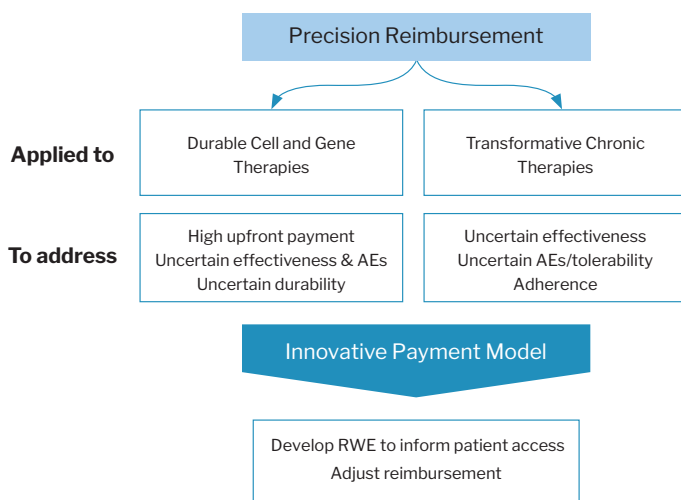 Precision Reimbursement
Applied to
Durable Cell and Gene
Therapies
Transformative Chronic
Therapies
To address
High upfront payment
Uncertain effectiveness & AEs
Uncertain durability
Uncertain effectiveness
Uncertain AEs/tolerability
Adherence
Innovative Payment Model
Develop RWE to inform patient access
Adjust reimbursement